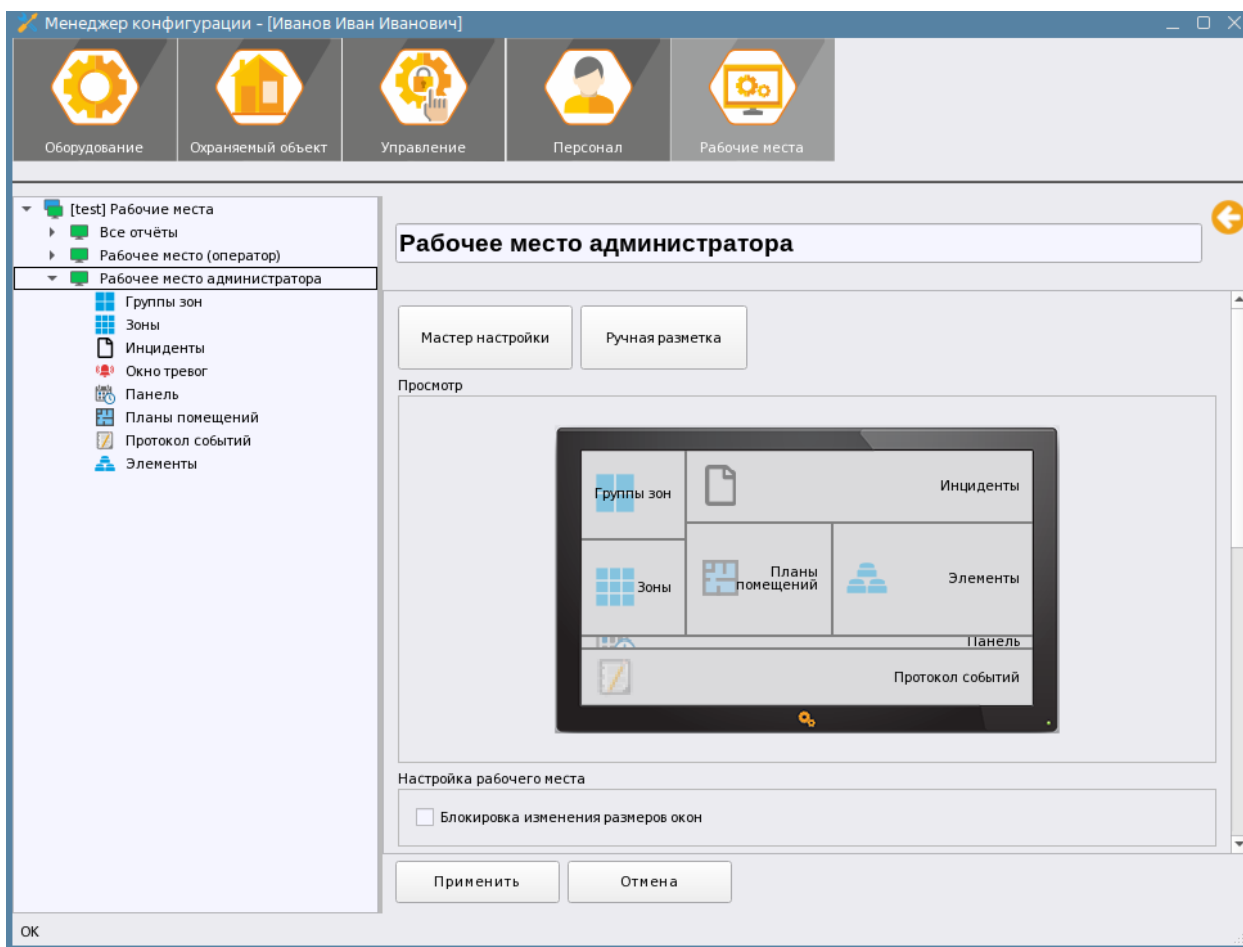 Менеджер конфигурации - [Иванов Иван Иванович]
Оборудование
Охраняемый объект
Управление
Персонал
Рабочие места
[test] Рабочие места
Все отчёты
Рабочее место (оператор)
Рабочее место администратора
Группы зон
Зоны
Инциденты
Окно тревог
Панель
Планы помещений
Протокол событий
Элементы
Рабочее место администратора
Мастер настройки
Ручная разметка
Просмотр
Группы зон
Инциденты
Зоны
Планы
помещений
Элементы
Панель
Протокол событий
Настройка рабочего места
Блокировка изменения размеров окон
Применить
Отмена
OK